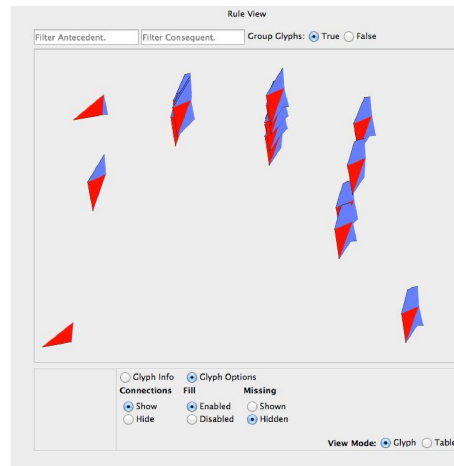 Rule View
Filter Antecedent. Filter Consequent. Group Glyphs: True False
Glyph Info Glyph Options
Connections Fill Missing
Show Enabled Shown
Hide Disabled Hidden
View Mode: Glyph Table